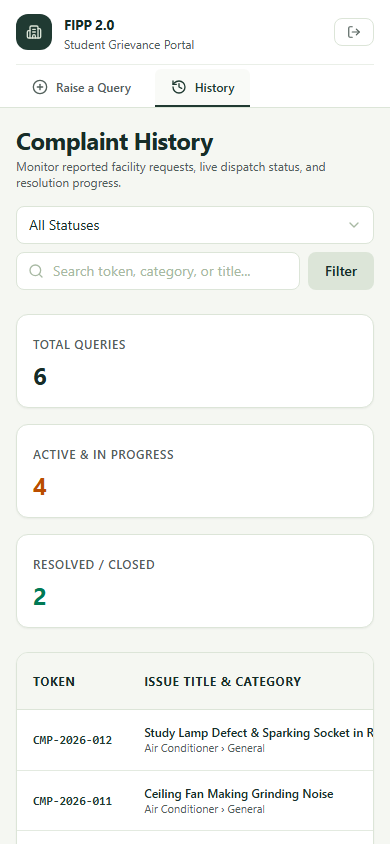 FIPP 2.0
Student Grievance Portal
Raise a Query
History
Complaint History
Monitor reported facility requests, live dispatch status, and
resolution progress.
All Statuses
Search token, category, or title...
Filter
TOTAL QUERIES
6
ACTIVE & IN PROGRESS
4
RESOLVED / CLOSED
2
TOKEN ISSUE TITLE & CATEGORY
CMP-2026-012 Study Lamp Defect & Sparking Socket in R
Air Conditioner › General
CMP-2026-011 Ceiling Fan Making Grinding Noise
Air Conditioner › General